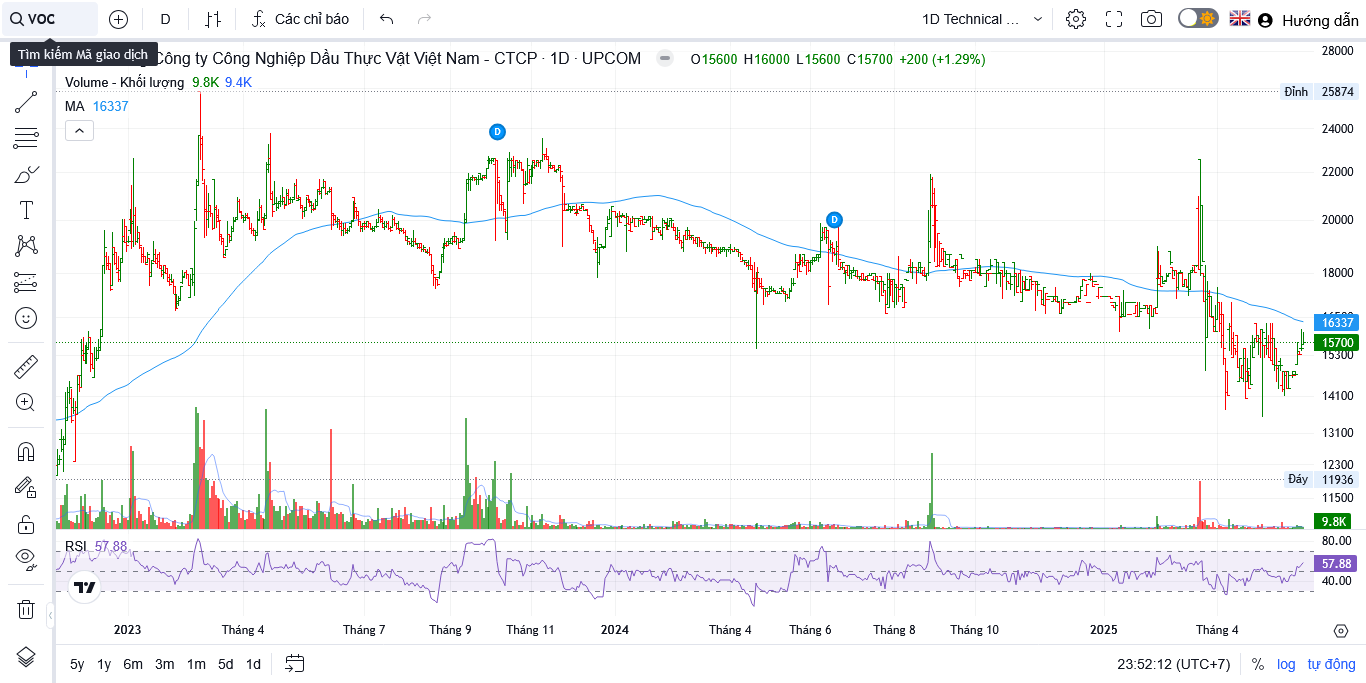 VOC
D
Các chỉ báo
1D Technical ...
Hướng dẫn
Tìm kiếm Mã giao dịch
Công ty Công Nghiệp Dầu Thực Vật Việt Nam - CTCP · 1D · UPCOM
O15600 H16000 L15600 C15700 +200 (+1.29%)
Volume - Khối lượng 9.8K 9.4K
MA 16337
D
D
28000
Đỉnh 25874
24000
22000
20000
18000
16337
15700
15300
14100
13100
12300
Đáy 11936
11500
9.8K
RSI 57.88
80.00
57.88
40.00
2023
Tháng 4
Tháng 7
Tháng 9
Tháng 11
2024
Tháng 4
Tháng 6
Tháng 8
Tháng 10
2025
Tháng 4
5y 1y 6m 3m 1m 5d 1d
23:52:12 (UTC+7)
% log tự động